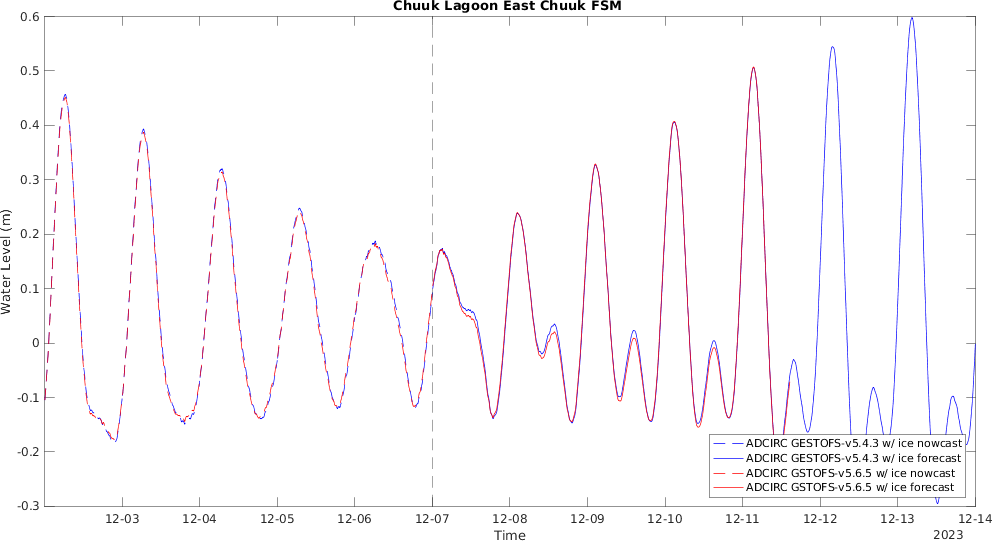 Chuuk Lagoon East Chuuk FSM
0.6
0.5
0.4
0.3
0.2
0.1
0
-0.1
-0.2
-0.3
Water Level (m)
ADCIRC GESTOFS-v5.4.3 w/ ice nowcast
ADCIRC GESTOFS-v5.4.3 w/ ice forecast
ADCIRC GSTOFS-v5.6.5 w/ ice nowcast
ADCIRC GSTOFS-v5.6.5 w/ ice forecast
12-03 12-04 12-05 12-06 12-07 12-08 12-09 12-10 12-11 12-12 12-13 12-14
Time
2023